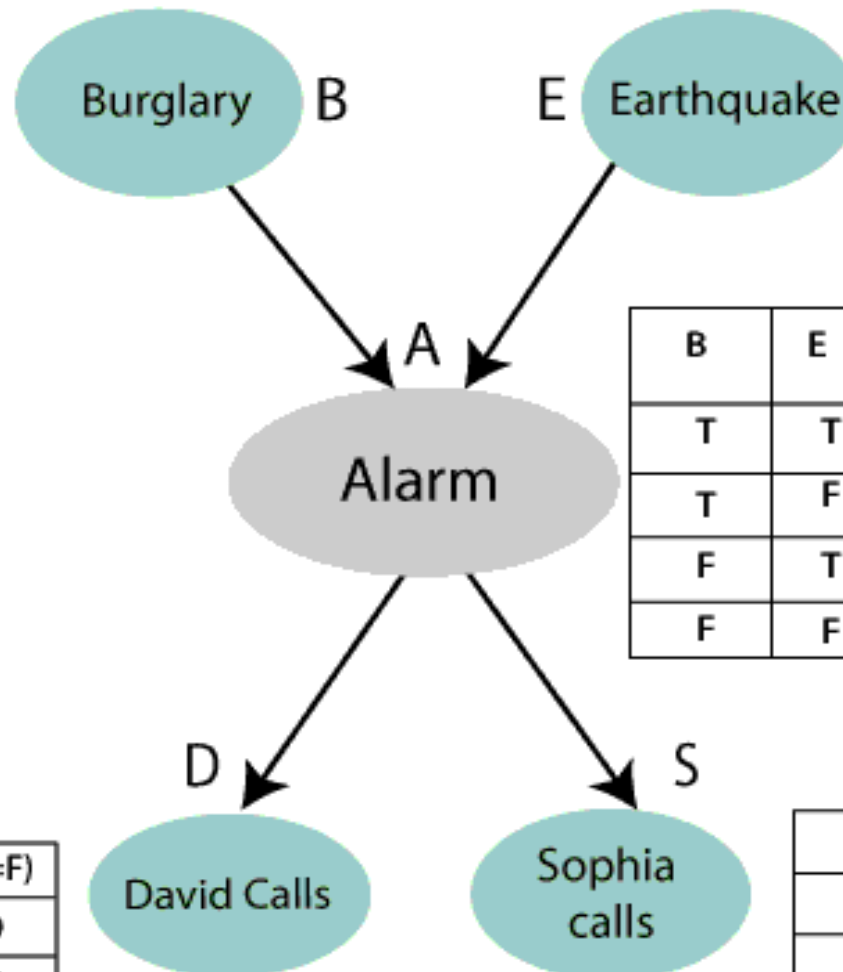 Burglary B E Earthquake
A
B E
T T
T F
F T
F F
Alarm
D S
=F)
David Calls
Sophia
calls